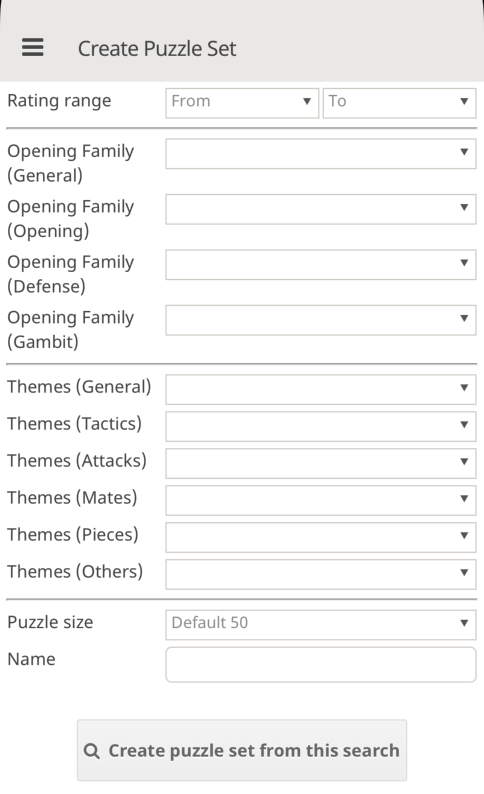 Create Puzzle Set
Rating range From To
Opening Family
(General)
Opening Family
(Opening)
Opening Family
(Defense)
Opening Family
(Gambit)
Themes (General)
Themes (Tactics)
Themes (Attacks)
Themes (Mates)
Themes (Pieces)
Themes (Others)
Puzzle size Default 50
Name
Create puzzle set from this search